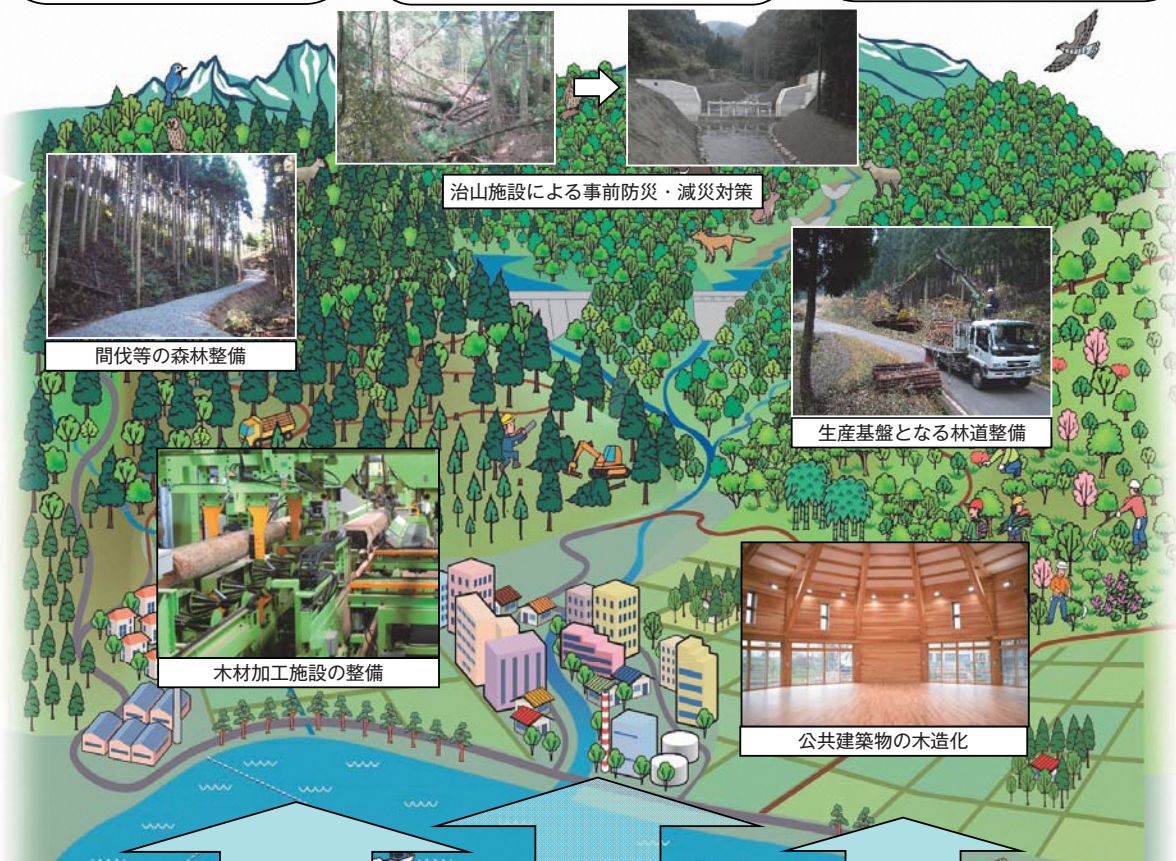 治山施設による事前防災・減災対策
間伐等の森林整備
生産基盤となる林道整備
木材加工施設の整備
公共建築物の木造化